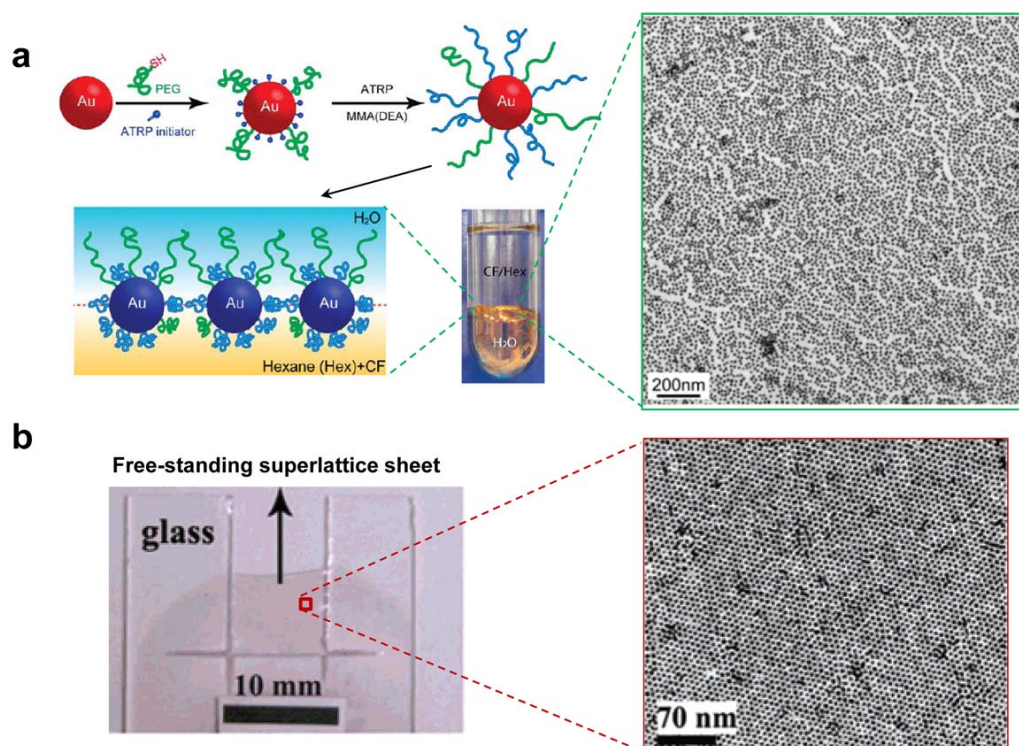 a
SH
PEG
ATRP initiator
Au
Au
ATRP
MMA(DEA)
Au
H₂O
Au
Au
Au
Hexane (Hex)+CF
CF/Hex
H₂O
200nm
b
Free-standing superlattice sheet
glass
10 mm
70 nm